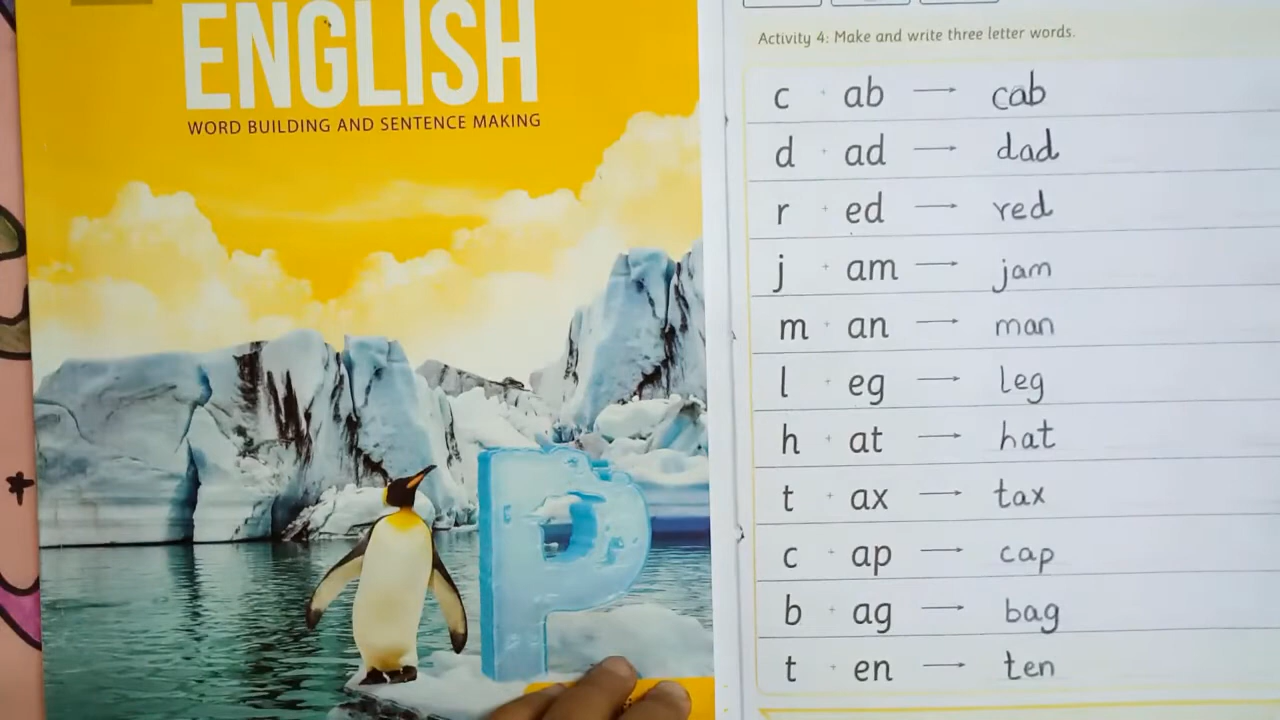 ENGLISH
WORD BUILDING AND SENTENCE MAKING
P
Activity 4: Make and write three letter words.
c + ab → cab
d + ad → dad
r + ed → red
j + am → jam
m + an → man
l + eg → leg
h + at → hat
t + ax → tax
c + ap → cap
b + ag → bag
t + en → ten